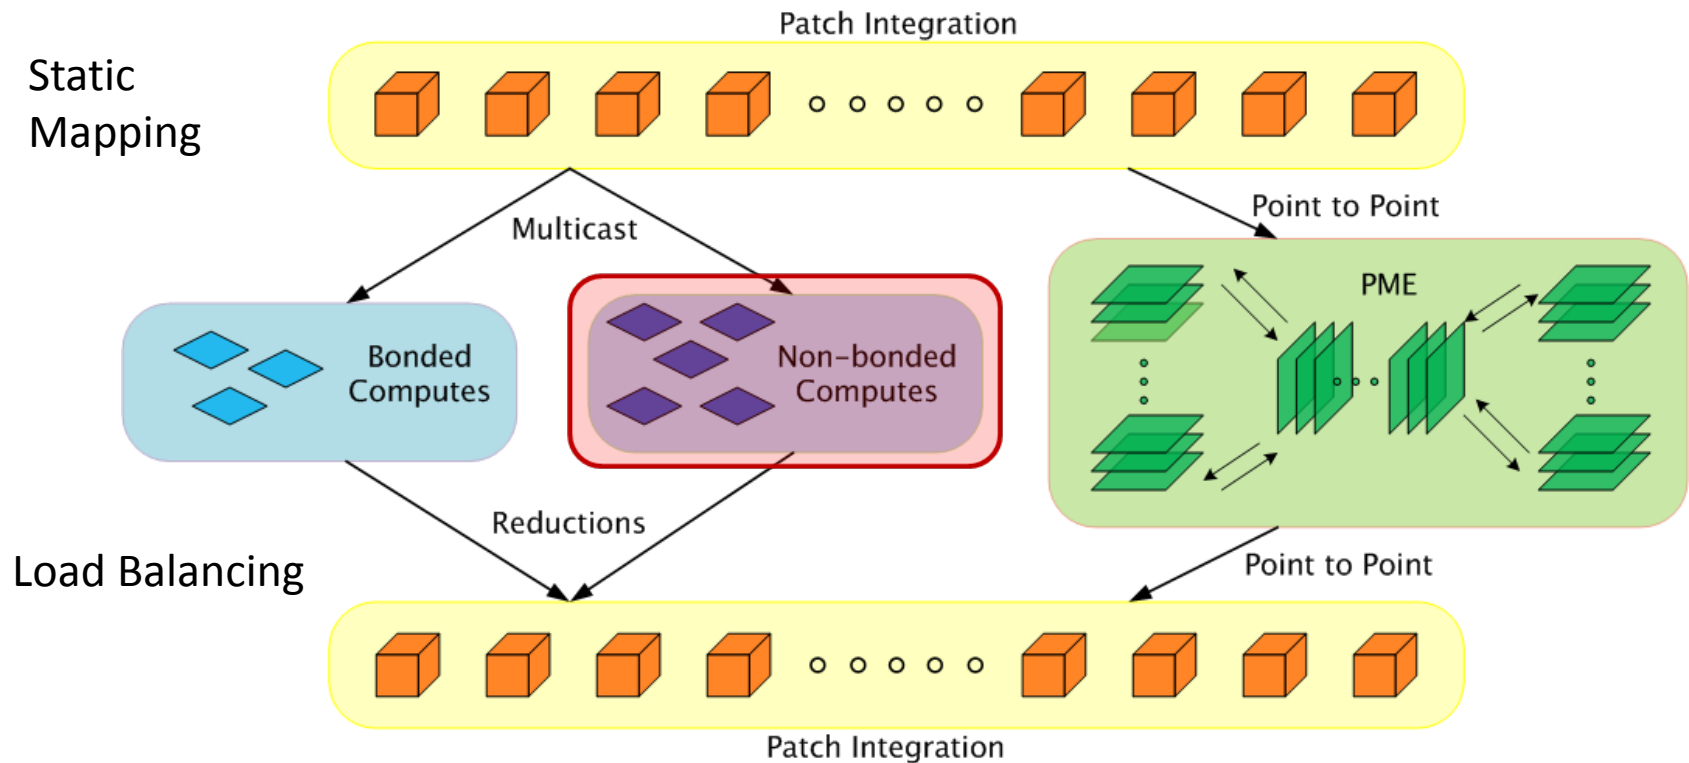 Patch Integration
Static
Mapping
Multicast
Point to Point
PME
Bonded
Computes
Non-bonded
Computes
Reductions
Load Balancing
Point to Point
Patch Integration